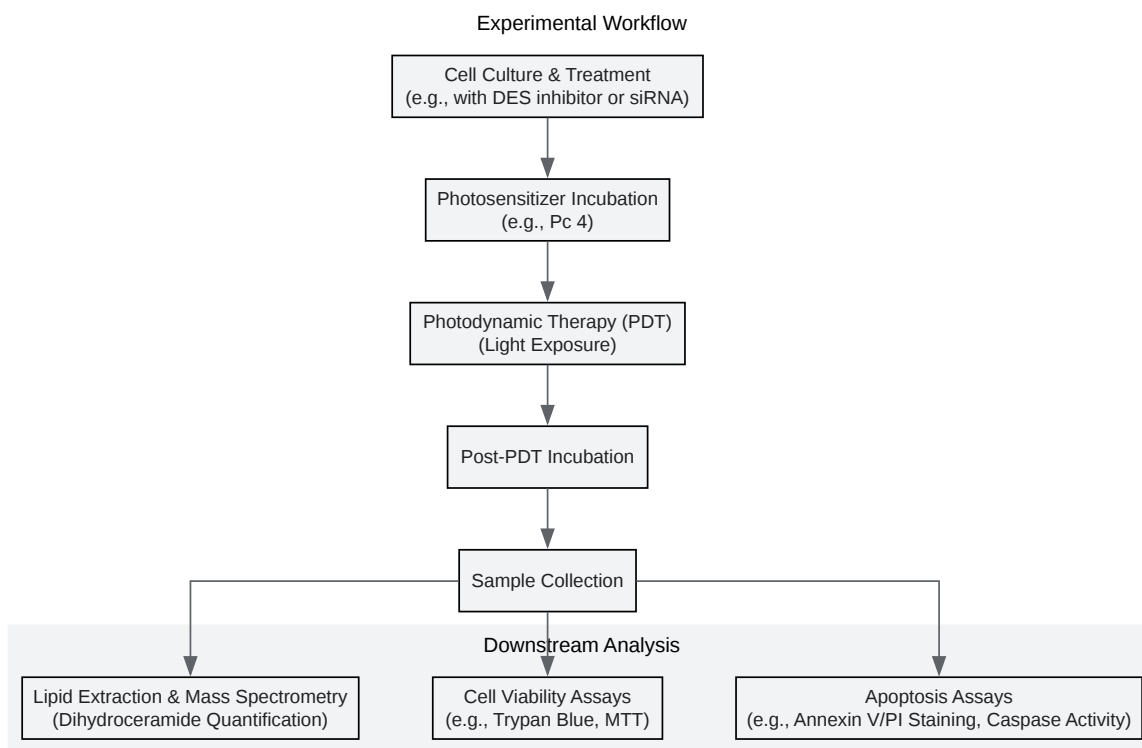 Experimental Workflow
Cell Culture & Treatment
(e.g., with DES inhibitor or siRNA)
Photosensitizer Incubation
(e.g., Pc 4)
Photodynamic Therapy (PDT)
(Light Exposure)
Post-PDT Incubation
Sample Collection
Downstream Analysis
Lipid Extraction & Mass Spectrometry
(Dihydroceramide Quantification)
Cell Viability Assays
(e.g., Trypan Blue, MTT)
Apoptosis Assays
(e.g., Annexin V/PI Staining, Caspase Activity)